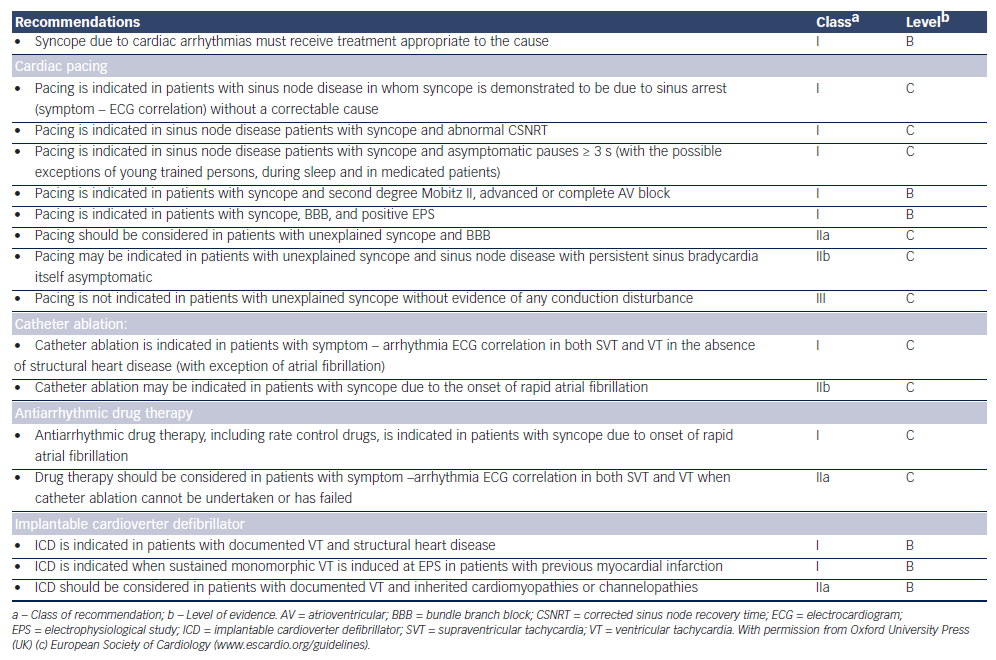 Recommendations Classa Levelb
• Syncope due to cardiac arrhythmias must receive treatment appropriate to the cause I B
Cardiac pacing
• Pacing is indicated in patients with sinus node disease in whom syncope is demonstrated to be due to sinus arrest I C
(symptom – ECG correlation) without a correctable cause
• Pacing is indicated in sinus node disease patients with syncope and abnormal CSNRT I C
• Pacing is indicated in sinus node disease patients with syncope and asymptomatic pauses ≥ 3 s (with the possible I C
exceptions of young trained persons, during sleep and in medicated patients)
• Pacing is indicated in patients with syncope and second degree Mobitz II, advanced or complete AV block I B
• Pacing is indicated in patients with syncope, BBB, and positive EPS I B
• Pacing should be considered in patients with unexplained syncope and BBB IIa C
• Pacing may be indicated in patients with unexplained syncope and sinus node disease with persistent sinus bradycardia IIb C
itself asymptomatic
• Pacing is not indicated in patients with unexplained syncope without evidence of any conduction disturbance III C
Catheter ablation:
• Catheter ablation is indicated in patients with symptom – arrhythmia ECG correlation in both SVT and VT in the absence I C
of structural heart disease (with exception of atrial fibrillation)
• Catheter ablation may be indicated in patients with syncope due to the onset of rapid atrial fibrillation IIb C
Antiarrhythmic drug therapy
• Antiarrhythmic drug therapy, including rate control drugs, is indicated in patients with syncope due to onset of rapid I C
atrial fibrillation
• Drug therapy should be considered in patients with symptom –arrhythmia ECG correlation in both SVT and VT when IIa C
catheter ablation cannot be undertaken or has failed
Implantable cardioverter defibrillator
• ICD is indicated in patients with documented VT and structural heart disease I B
• ICD is indicated when sustained monomorphic VT is induced at EPS in patients with previous myocardial infarction I B
• ICD should be considered in patients with documented VT and inherited cardiomyopathies or channelopathies IIa B
a – Class of recommendation; b – Level of evidence. AV = atrioventricular; BBB = bundle branch block; CSNRT = corrected sinus node recovery time; ECG = electrocardiogram;
EPS = electrophysiological study; ICD = implantable cardioverter defibrillator; SVT = supraventricular tachycardia; VT = ventricular tachycardia. With permission from Oxford University Press
(UK) (c) European Society of Cardiology (www.escardio.org/guidelines).